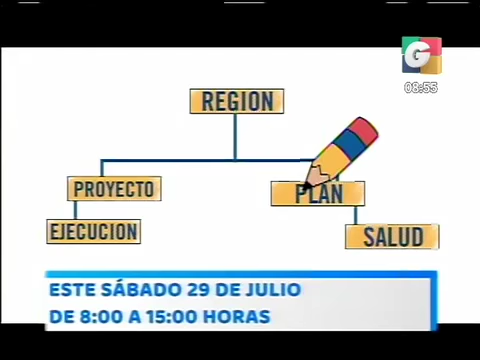 G
08:55
REGION
PROYECTO
PLAN
EJECUCION
SALUD
ESTE SÁBADO 29 DE JULIO
DE 8:00 A 15:00 HORAS